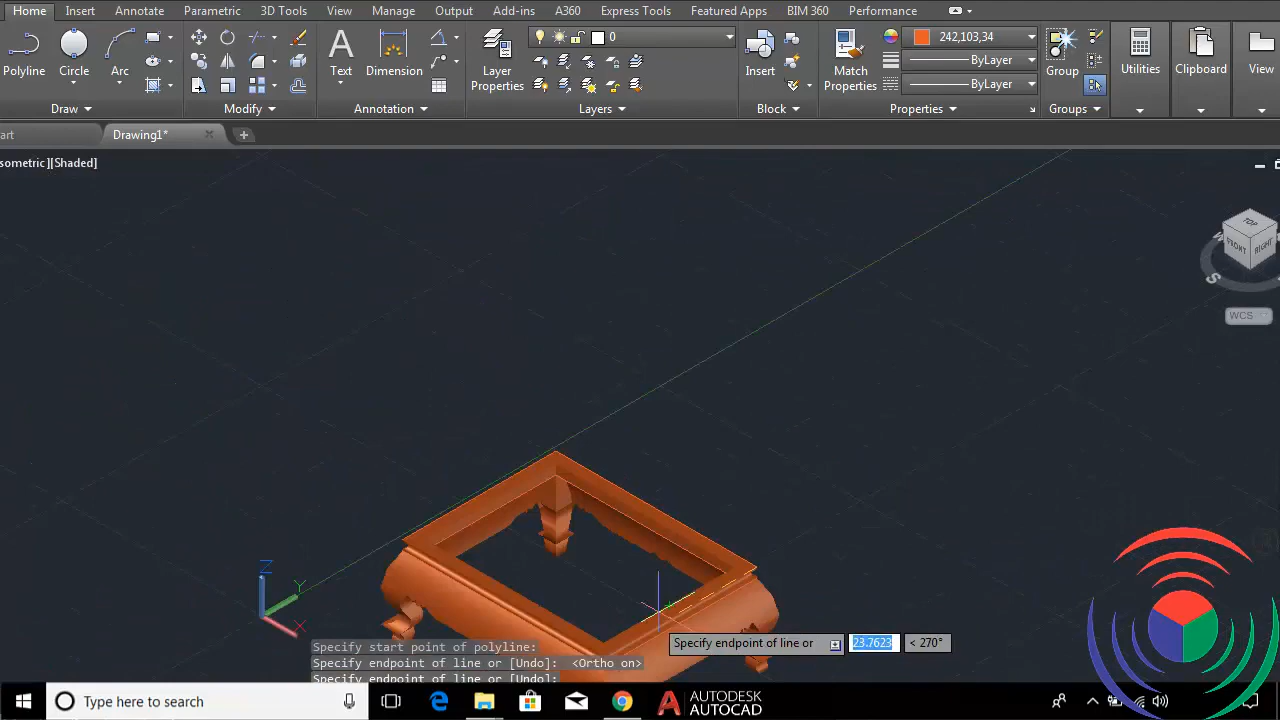 Home Insert Annotate Parametric 3D Tools View Manage Output Add-ins A360 Express Tools Featured Apps BIM 360 Performance
0
242,103,34
ByLayer
ByLayer
Polyline Circle Arc Text Dimension Layer Properties Insert Match Properties Group Utilities Clipboard View
Draw Modify Annotation Layers Block Properties Groups
art Drawing1*
sometric ][Shaded]
TOP
W
FRONT RIGHT
S
WCS
Z
Y
X
Specify endpoint of line or 23.7623 < 270°
Specify start point of polyline:
Specify endpoint of line or [Undo]: <Ortho on>
Specify endpoint of line or [Undo]:
Type here to search
AUTODESK
AUTOCAD